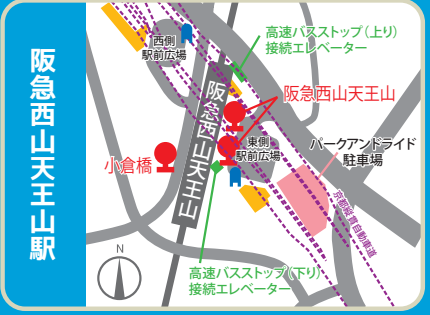 阪急西山天王山駅
西側
駅前広場
高速バスストップ（上り）
接続エレベーター
阪急西山天王山
阪急西山天王山
東側
駅前広場
パークアンドライド
駐車場
小倉橋
京都縦貫自動車道
高速バスストップ（下り）
接続エレベーター
N